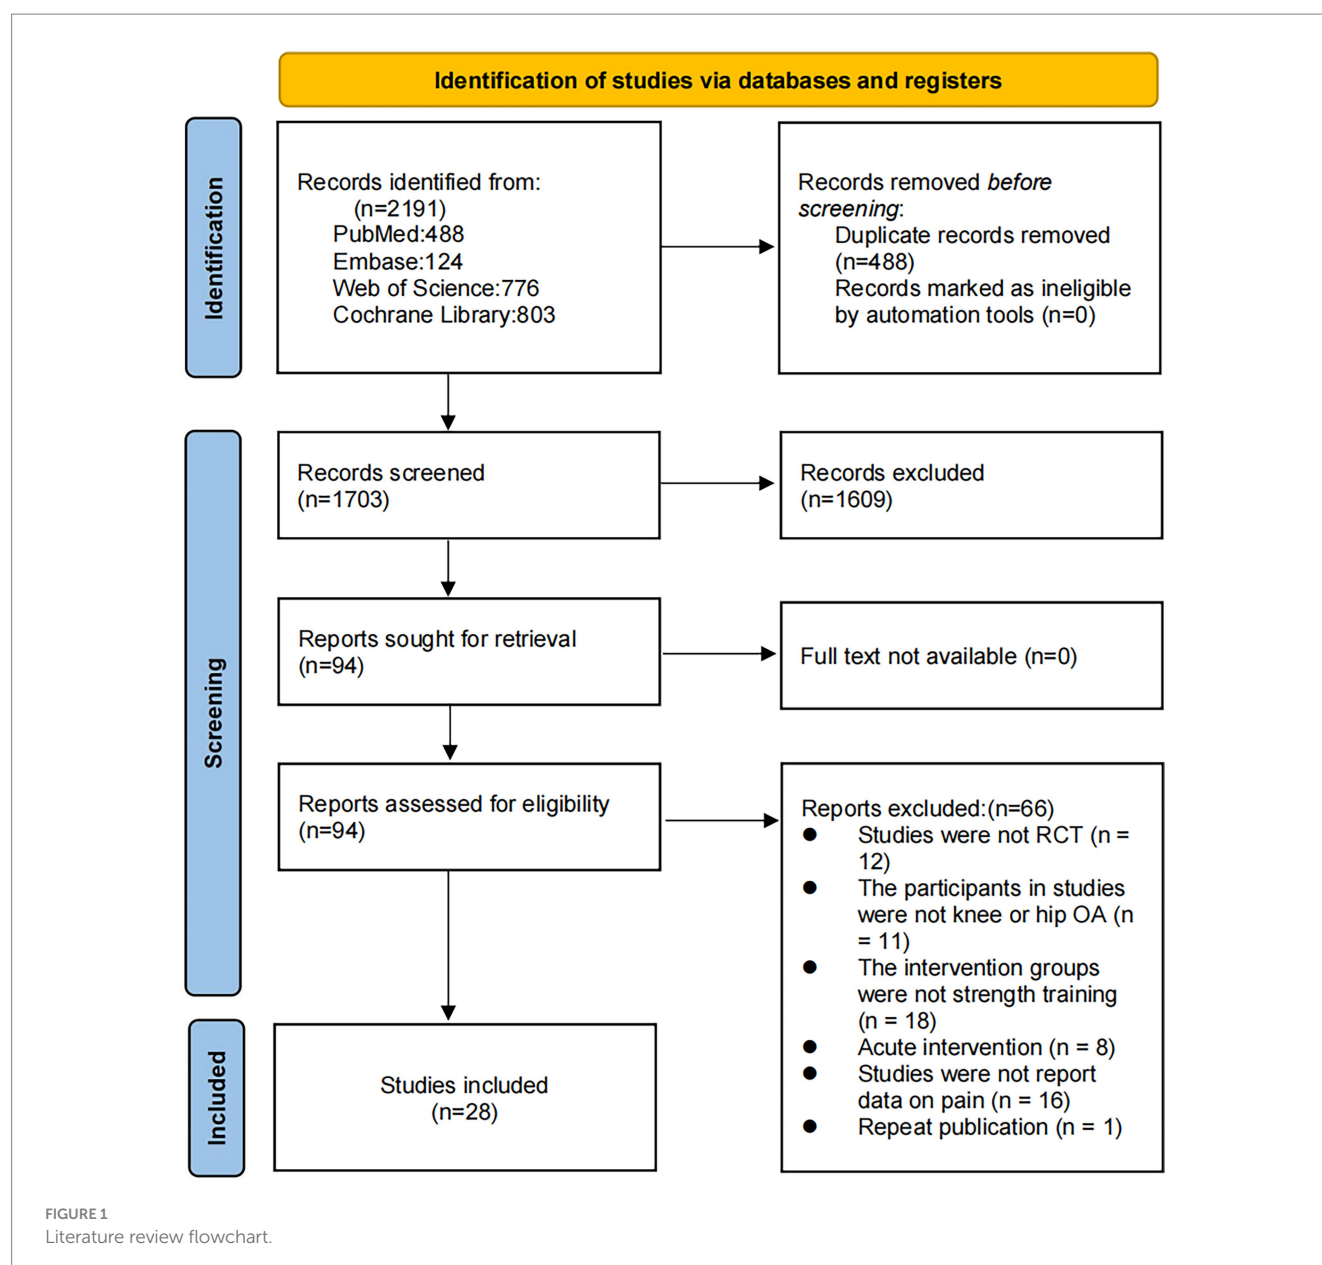 Identification of studies via databases and registers
Identification
Records identified from:
(n=2191)
PubMed:488
Embase:124
Web of Science:776
Cochrane Library:803
Records removed before
screening:
Duplicate records removed
(n=488)
Records marked as ineligible
by automation tools (n=0)
Screening
Records screened
(n=1703)
Records excluded
(n=1609)
Reports sought for retrieval
(n=94)
Full text not available (n=0)
Reports assessed for eligibility
(n=94)
Reports excluded:(n=66)
● Studies were not RCT (n =
12)
● The participants in studies
were not knee or hip OA (n
= 11)
● The intervention groups
were not strength training
(n = 18)
● Acute intervention (n = 8)
● Studies were not report
data on pain (n = 16)
● Repeat publication (n = 1)
Included
Studies included
(n=28)
FIGURE 1
Literature review flowchart.